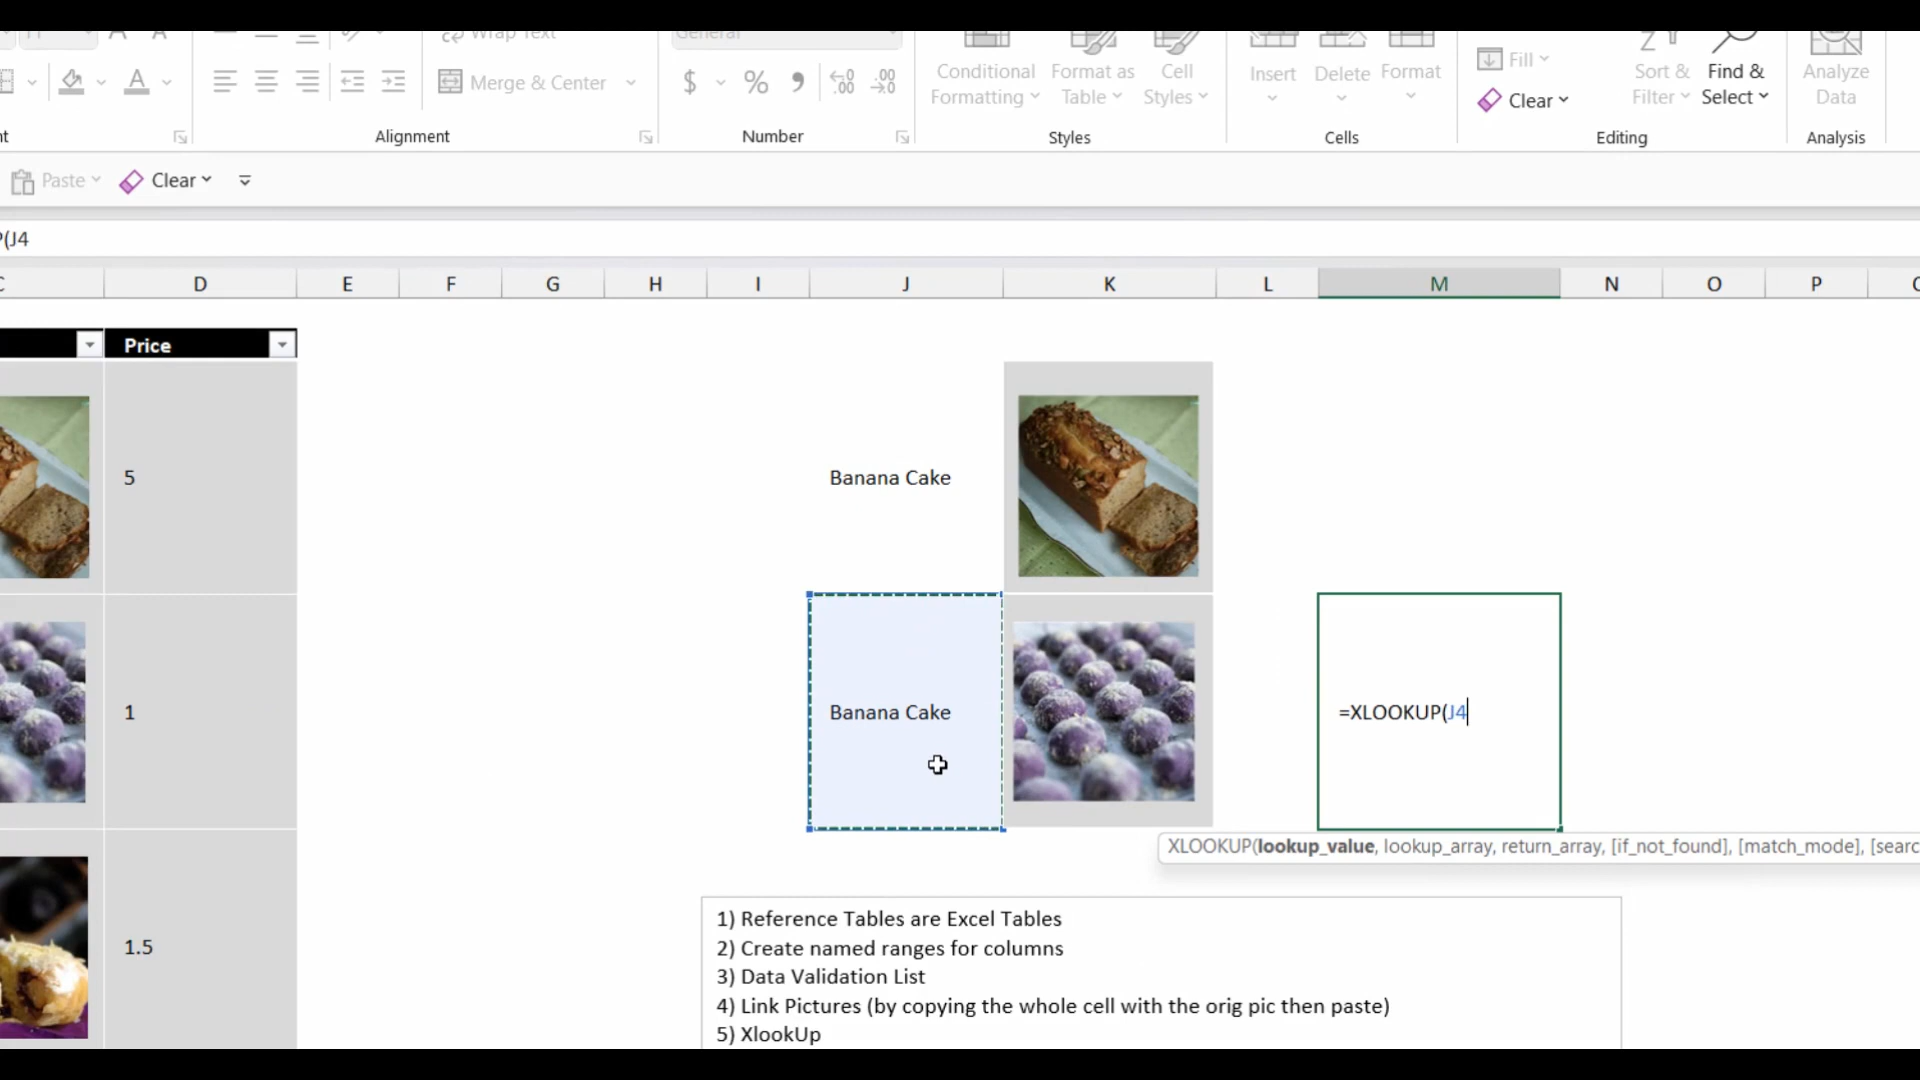 Wrap Text
General
Merge & Center
$ % 9
Conditional Formatting
Format as Table
Cell Styles
Insert
Delete
Format
Fill
Clear
Sort & Filter
Find & Select
Analyze Data
Alignment
Number
Styles
Cells
Editing
Analysis
Paste
Clear
(J4
D E F G H I J K L M N O P
Price
5
Banana Cake
1
Banana Cake
=XLOOKUP(J4
XLOOKUP(lookup_value, lookup_array, return_array, [if_not_found], [match_mode], [searc
1.5
1) Reference Tables are Excel Tables
2) Create named ranges for columns
3) Data Validation List
4) Link Pictures (by copying the whole cell with the orig pic then paste)
5) XlookUp